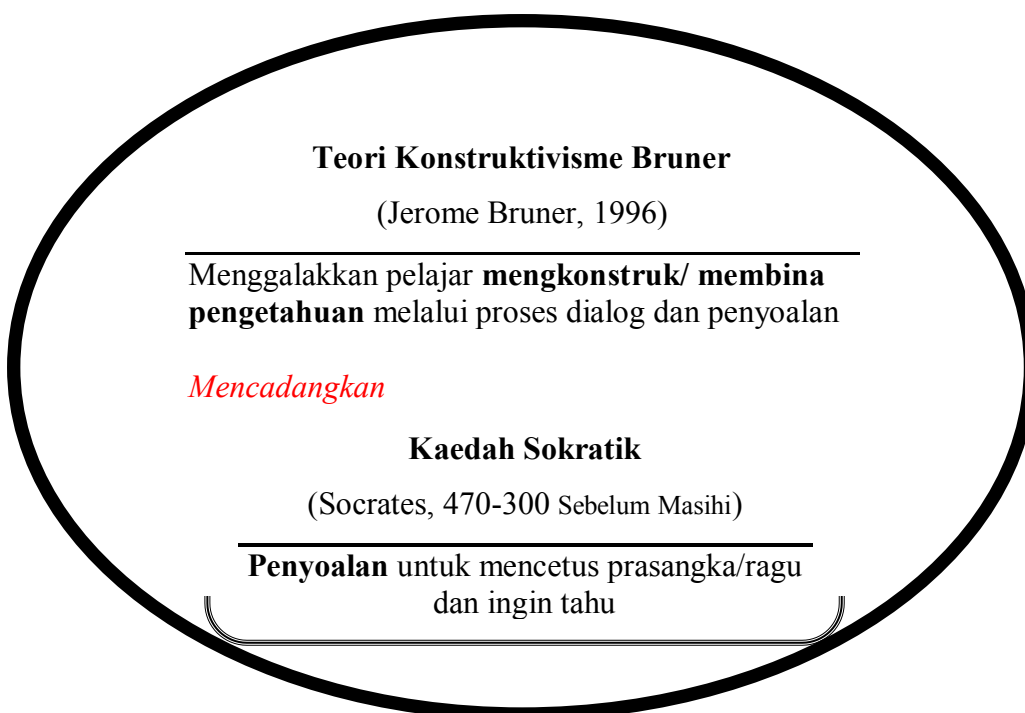 Teori Konstruktivisme Bruner
(Jerome Bruner, 1996)
Menggalakkan pelajar mengkonstruk/ membina
pengetahuan melalui proses dialog dan penyoalan
Mencadangkan
Kaedah Sokratik
(Socrates, 470-300 Sebelum Masihi)
Penyoalan untuk mencetus prasangka/ragu
dan ingin tahu